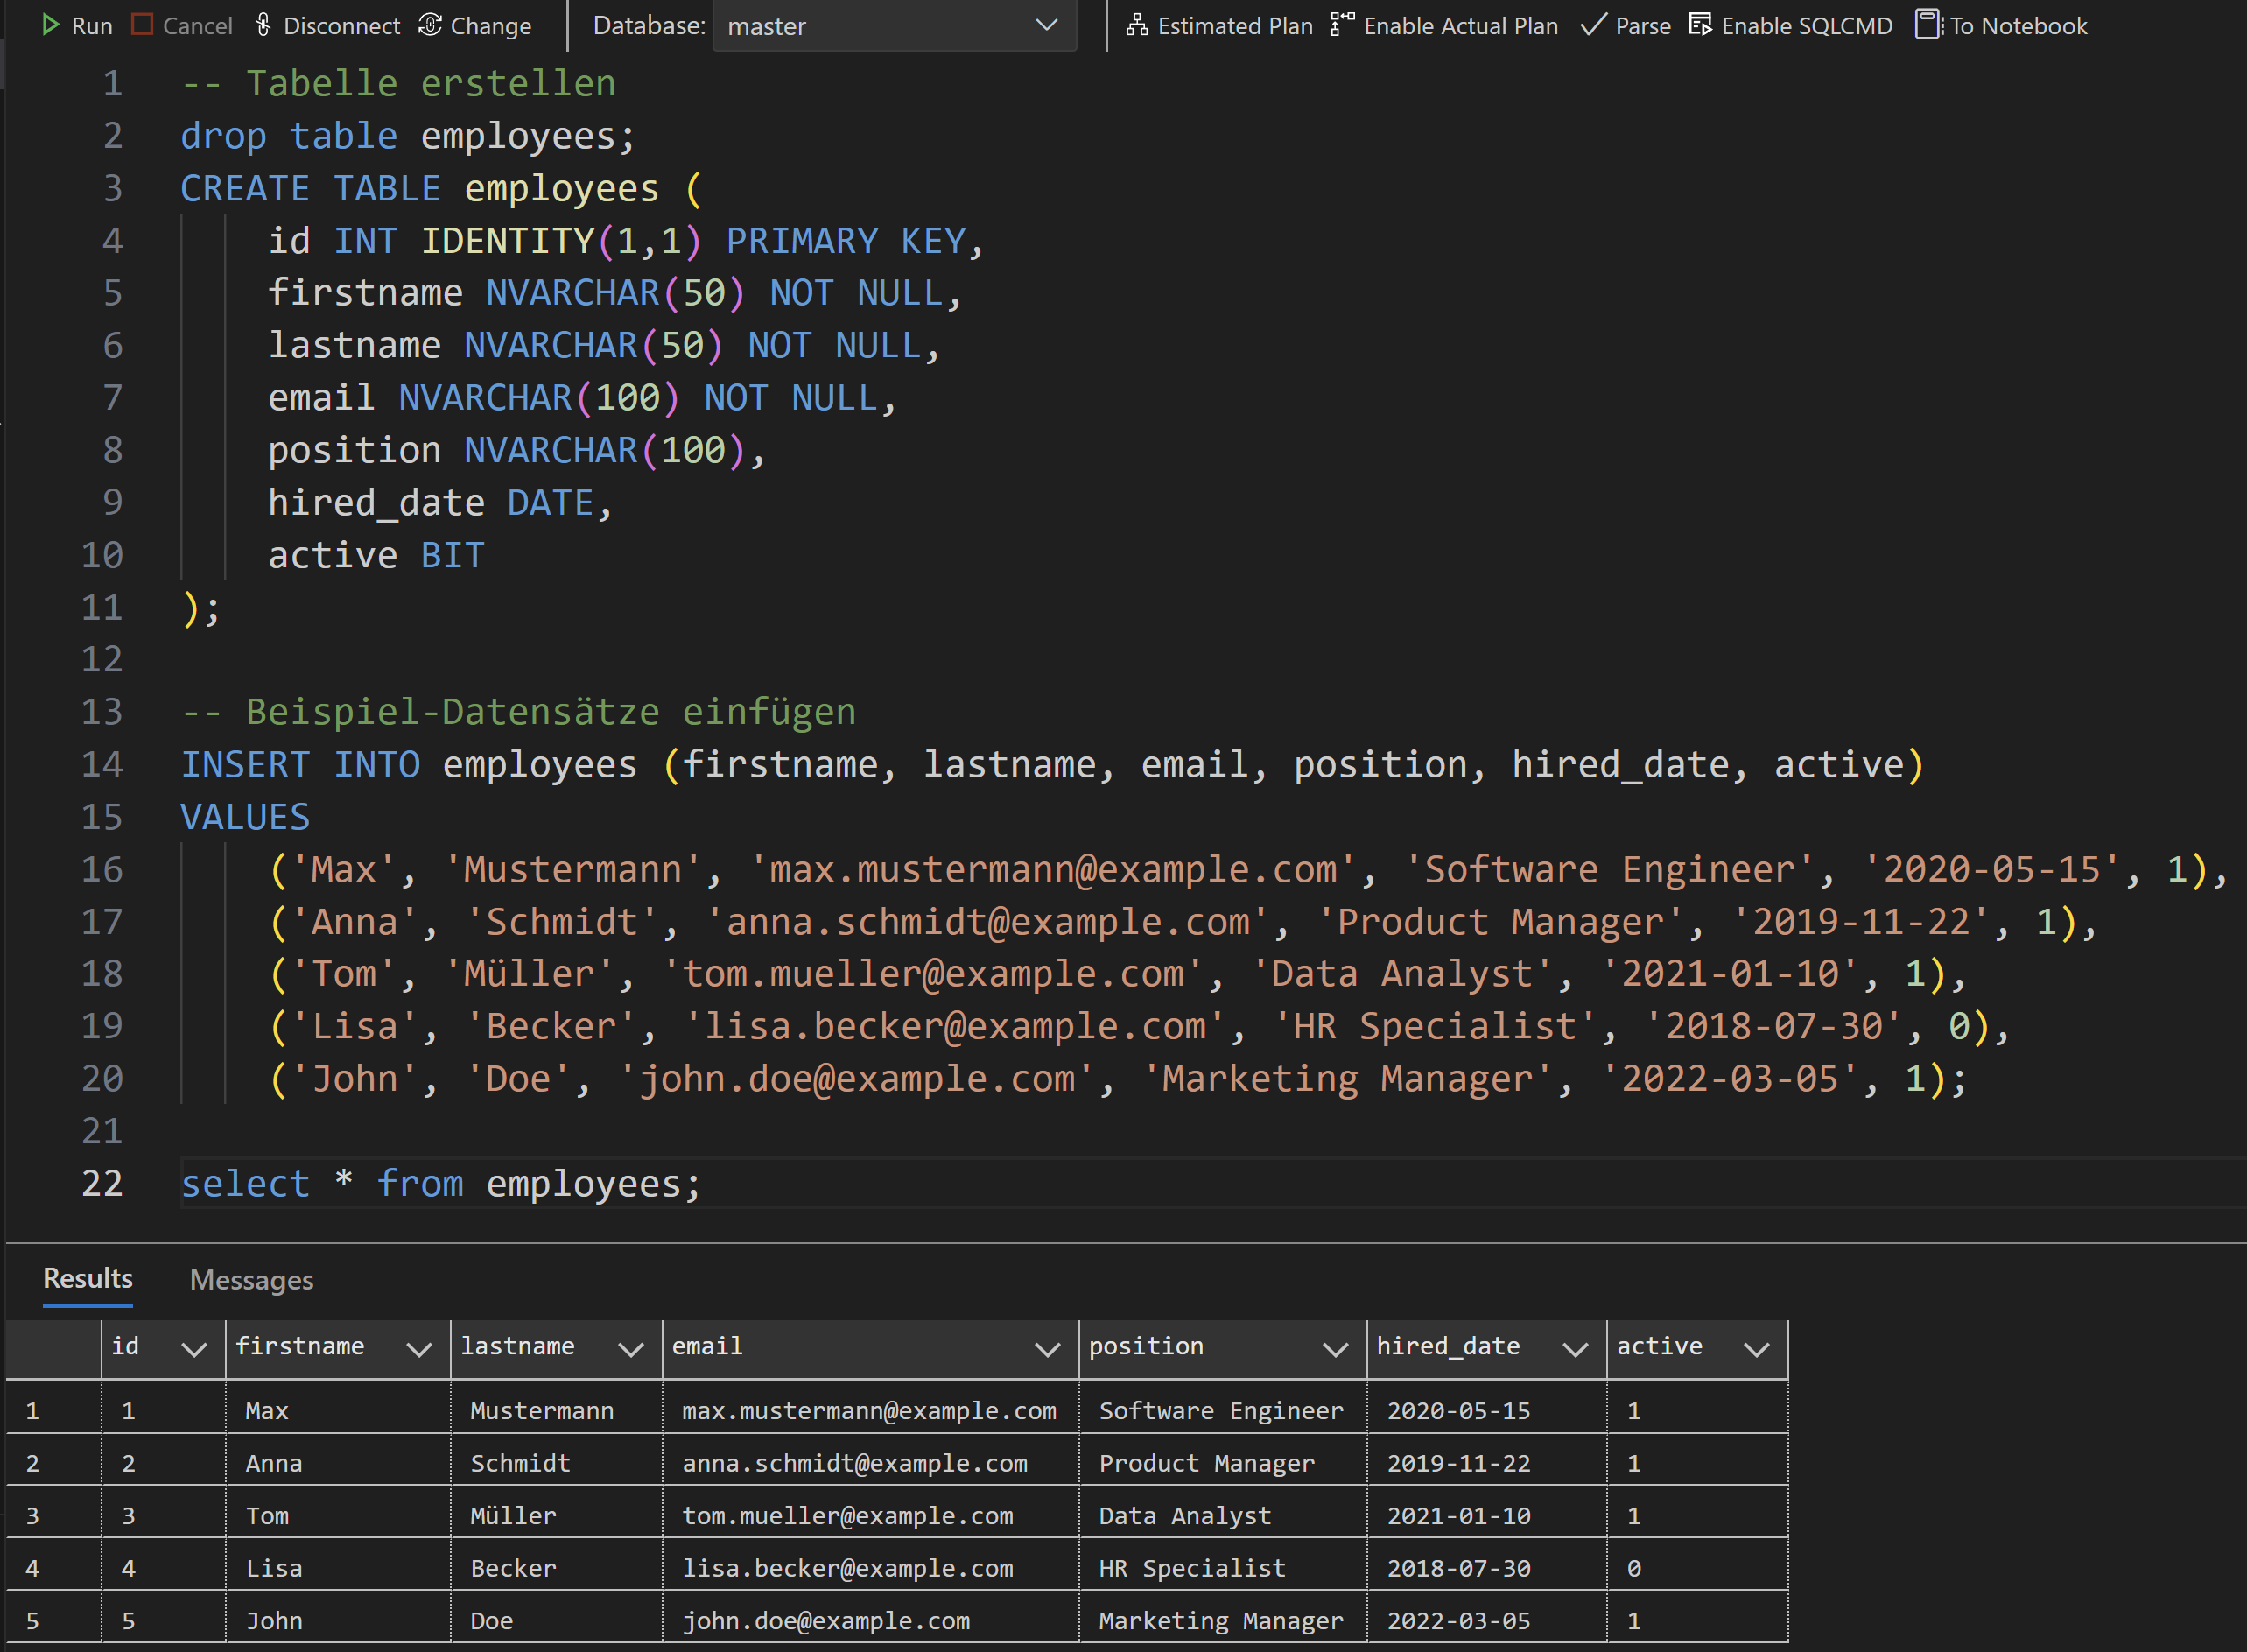 Run Cancel Disconnect Change Database: master Estimated Plan Enable Actual Plan Parse Enable SQLCMD To Notebook
1 -- Tabelle erstellen
2 drop table employees;
3 CREATE TABLE employees (
4 id INT IDENTITY(1,1) PRIMARY KEY,
5 firstname NVARCHAR(50) NOT NULL,
6 lastname NVARCHAR(50) NOT NULL,
7 email NVARCHAR(100) NOT NULL,
8 position NVARCHAR(100),
9 hired_date DATE,
10 active BIT
11 );
12
13 -- Beispiel-Datensätze einfügen
14 INSERT INTO employees (firstname, lastname, email, position, hired_date, active)
15 VALUES
16 ('Max', 'Mustermann', 'max.mustermann@example.com', 'Software Engineer', '2020-05-15', 1),
17 ('Anna', 'Schmidt', 'anna.schmidt@example.com', 'Product Manager', '2019-11-22', 1),
18 ('Tom', 'Müller', 'tom.mueller@example.com', 'Data Analyst', '2021-01-10', 1),
19 ('Lisa', 'Becker', 'lisa.becker@example.com', 'HR Specialist', '2018-07-30', 0),
20 ('John', 'Doe', 'john.doe@example.com', 'Marketing Manager', '2022-03-05', 1);
21
22 select * from employees;
Results Messages
id firstname lastname email position hired_date active
1 1 Max Mustermann max.mustermann@example.com Software Engineer 2020-05-15 1
2 2 Anna Schmidt anna.schmidt@example.com Product Manager 2019-11-22 1
3 3 Tom Müller tom.mueller@example.com Data Analyst 2021-01-10 1
4 4 Lisa Becker lisa.becker@example.com HR Specialist 2018-07-30 0
5 5 John Doe john.doe@example.com Marketing Manager 2022-03-05 1